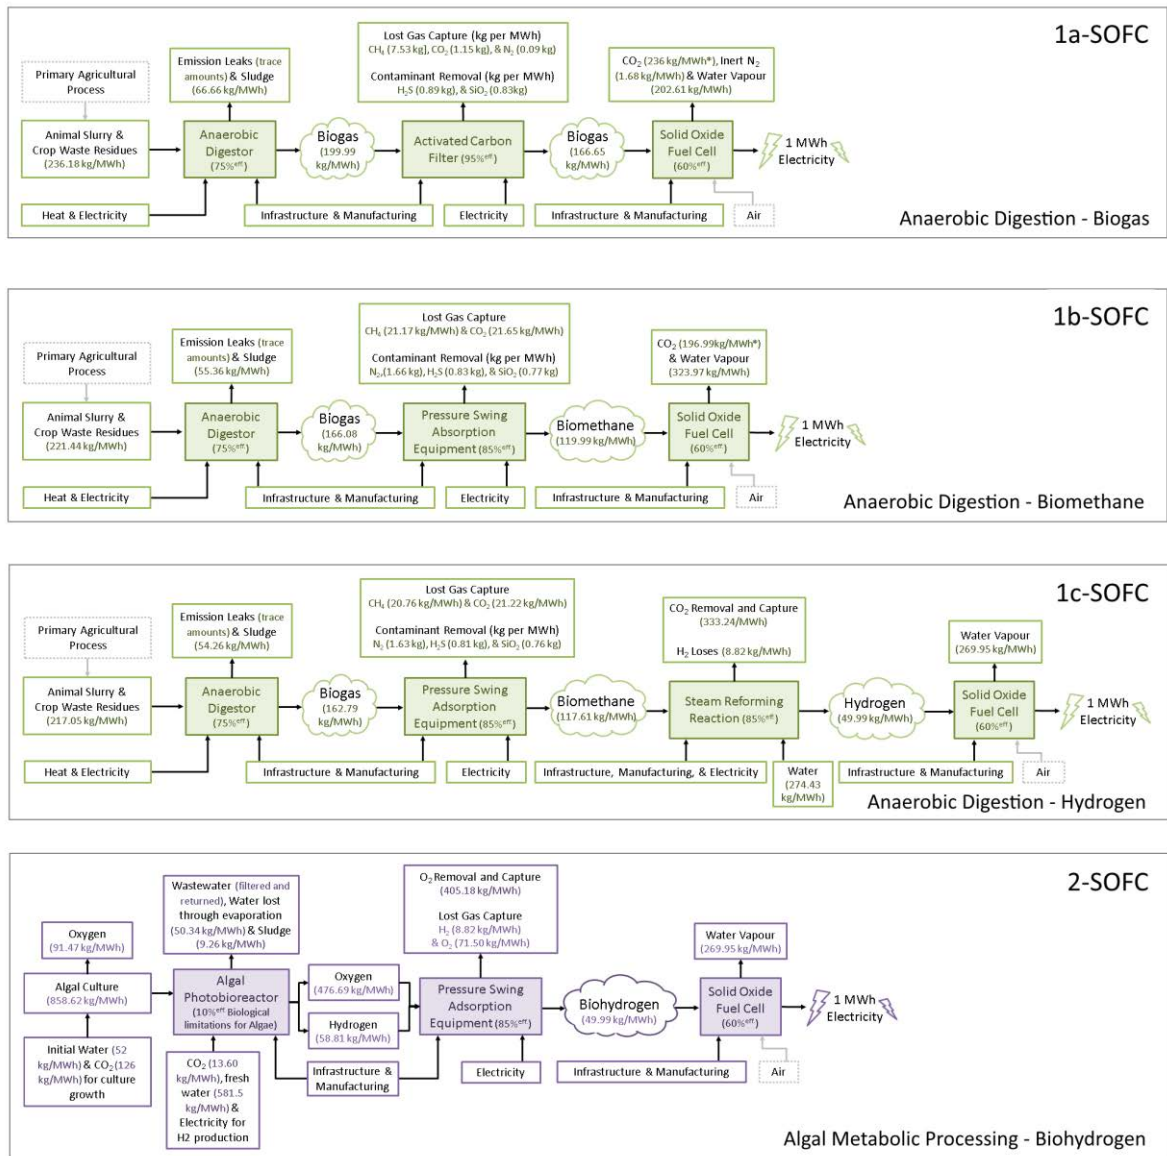 1a-SOFC
Primary Agricultural
Process
Animal Slurry &
Crop Waste Residues
(236.18 kg/MWh)
Heat & Electricity
Emission Leaks (trace
amounts) & Sludge
(66.66 kg/MWh)
Anaerobic
Digestor
(75%eff)
Biogas
(199.99
kg/MWh)
Lost Gas Capture (kg per MWh)
CH₄ (7.53 kg), CO₂ (1.15 kg), & N₂ (0.09 kg)
Contaminant Removal (kg per MWh)
H₂S (0.89 kg), & SiO₂ (0.83kg)
Activated Carbon
Filter (95%eff)
Infrastructure & Manufacturing
Electricity
Biogas
(166.65
kg/MWh)
CO₂ (236 kg/MWh*), Inert N₂
(1.68 kg/MWh) & Water Vapour
(202.61 kg/MWh)
Solid Oxide
Fuel Cell
(60%eff)
Infrastructure & Manufacturing
Air
1 MWh
Electricity
Anaerobic Digestion - Biogas
1b-SOFC
Primary Agricultural
Process
Animal Slurry &
Crop Waste Residues
(221.44 kg/MWh)
Heat & Electricity
Emission Leaks (trace
amounts) & Sludge
(55.36 kg/MWh)
Anaerobic
Digestor
(75%eff)
Biogas
(166.08
kg/MWh)
Lost Gas Capture
CH₄ (21.17 kg/MWh) & CO₂ (21.65 kg/MWh)
Contaminant Removal (kg per MWh)
N₂,(1.66 kg), H₂S (0.83 kg), & SiO₂ (0.77 kg)
Pressure Swing
Absorption
Equipment (85%eff)
Infrastructure & Manufacturing
Electricity
Biomethane
(119.99 kg/MWh)
CO₂ (196.99kg/MWh*)
& Water Vapour
(323.97 kg/MWh)
Solid Oxide
Fuel Cell
(60%eff)
Infrastructure & Manufacturing
Air
1 MWh
Electricity
Anaerobic Digestion - Biomethane
1c-SOFC
Primary Agricultural
Process
Animal Slurry &
Crop Waste Residues
(217.05 kg/MWh)
Heat & Electricity
Emission Leaks (trace
amounts) & Sludge
(54.26 kg/MWh)
Anaerobic
Digestor
(75%eff)
Biogas
(162.79
kg/MWh)
Lost Gas Capture
CH₄ (20.76 kg/MWh) & CO₂ (21.22 kg/MWh)
Contaminant Removal (kg per MWh)
N₂ (1.63 kg), H₂S (0.81 kg), & SiO₂ (0.76 kg)
Pressure Swing
Adsorption
Equipment (85%eff)
Infrastructure & Manufacturing
Electricity
Biomethane
(117.61 kg/MWh)
CO₂ Removal and Capture
(333.24/MWh)
H₂ Loses (8.82 kg/MWh)
Steam Reforming
Reaction (85%eff)
Infrastructure, Manufacturing, & Electricity
Water
(274.43
kg/MWh)
Hydrogen
(49.99 kg/MWh)
Water Vapour
(269.95 kg/MWh)
Solid Oxide
Fuel Cell
(60%eff)
Infrastructure & Manufacturing
Air
1 MWh
Electricity
Anaerobic Digestion - Hydrogen
2-SOFC
Oxygen
(91.47 kg/MWh)
Algal Culture
(858.62 kg/MWh)
Initial Water (52
kg/MWh) & CO₂ (126
kg/MWh) for culture
growth
Wastewater (filtered and
returned), Water lost
through evaporation
(50.34 kg/MWh) & Sludge
(9.26 kg/MWh)
Algal
Photobioreactor
(10%eff Biological
limitations for Algae)
CO₂ (13.60
kg/MWh), fresh
water (581.5
kg/MWh) &
Electricity for
H2 production
Oxygen
(476.69 kg/MWh)
Hydrogen
(58.81 kg/MWh)
Infrastructure &
Manufacturing
O₂ Removal and Capture
(405.18 kg/MWh)
Lost Gas Capture
H₂ (8.82 kg/MWh)
& O₂ (71.50 kg/MWh)
Pressure Swing
Adsorption
Equipment (85%eff)
Electricity
Biohydrogen
(49.99 kg/MWh)
Water Vapour
(269.95 kg/MWh)
Solid Oxide
Fuel Cell
(60%eff)
Infrastructure & Manufacturing
Air
1 MWh
Electricity
Algal Metabolic Processing - Biohydrogen